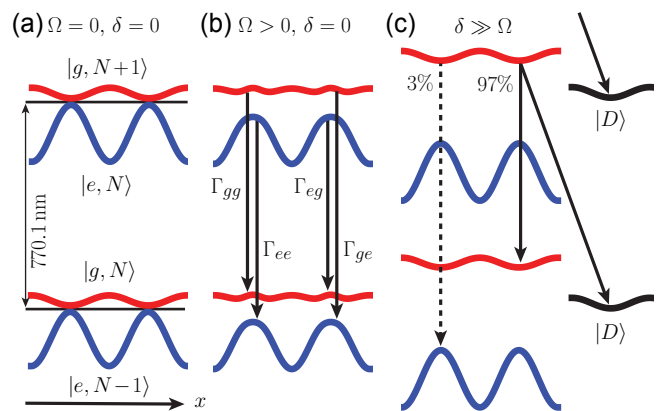 (a) Ω = 0, δ = 0
|g, N+1⟩
|e, N⟩
770.1 nm
|g, N⟩
|e, N−1⟩
x
(b) Ω > 0, δ = 0
Γgg
Γeg
Γee
Γge
(c) δ ≫ Ω
3%
97%
|D⟩
|D⟩